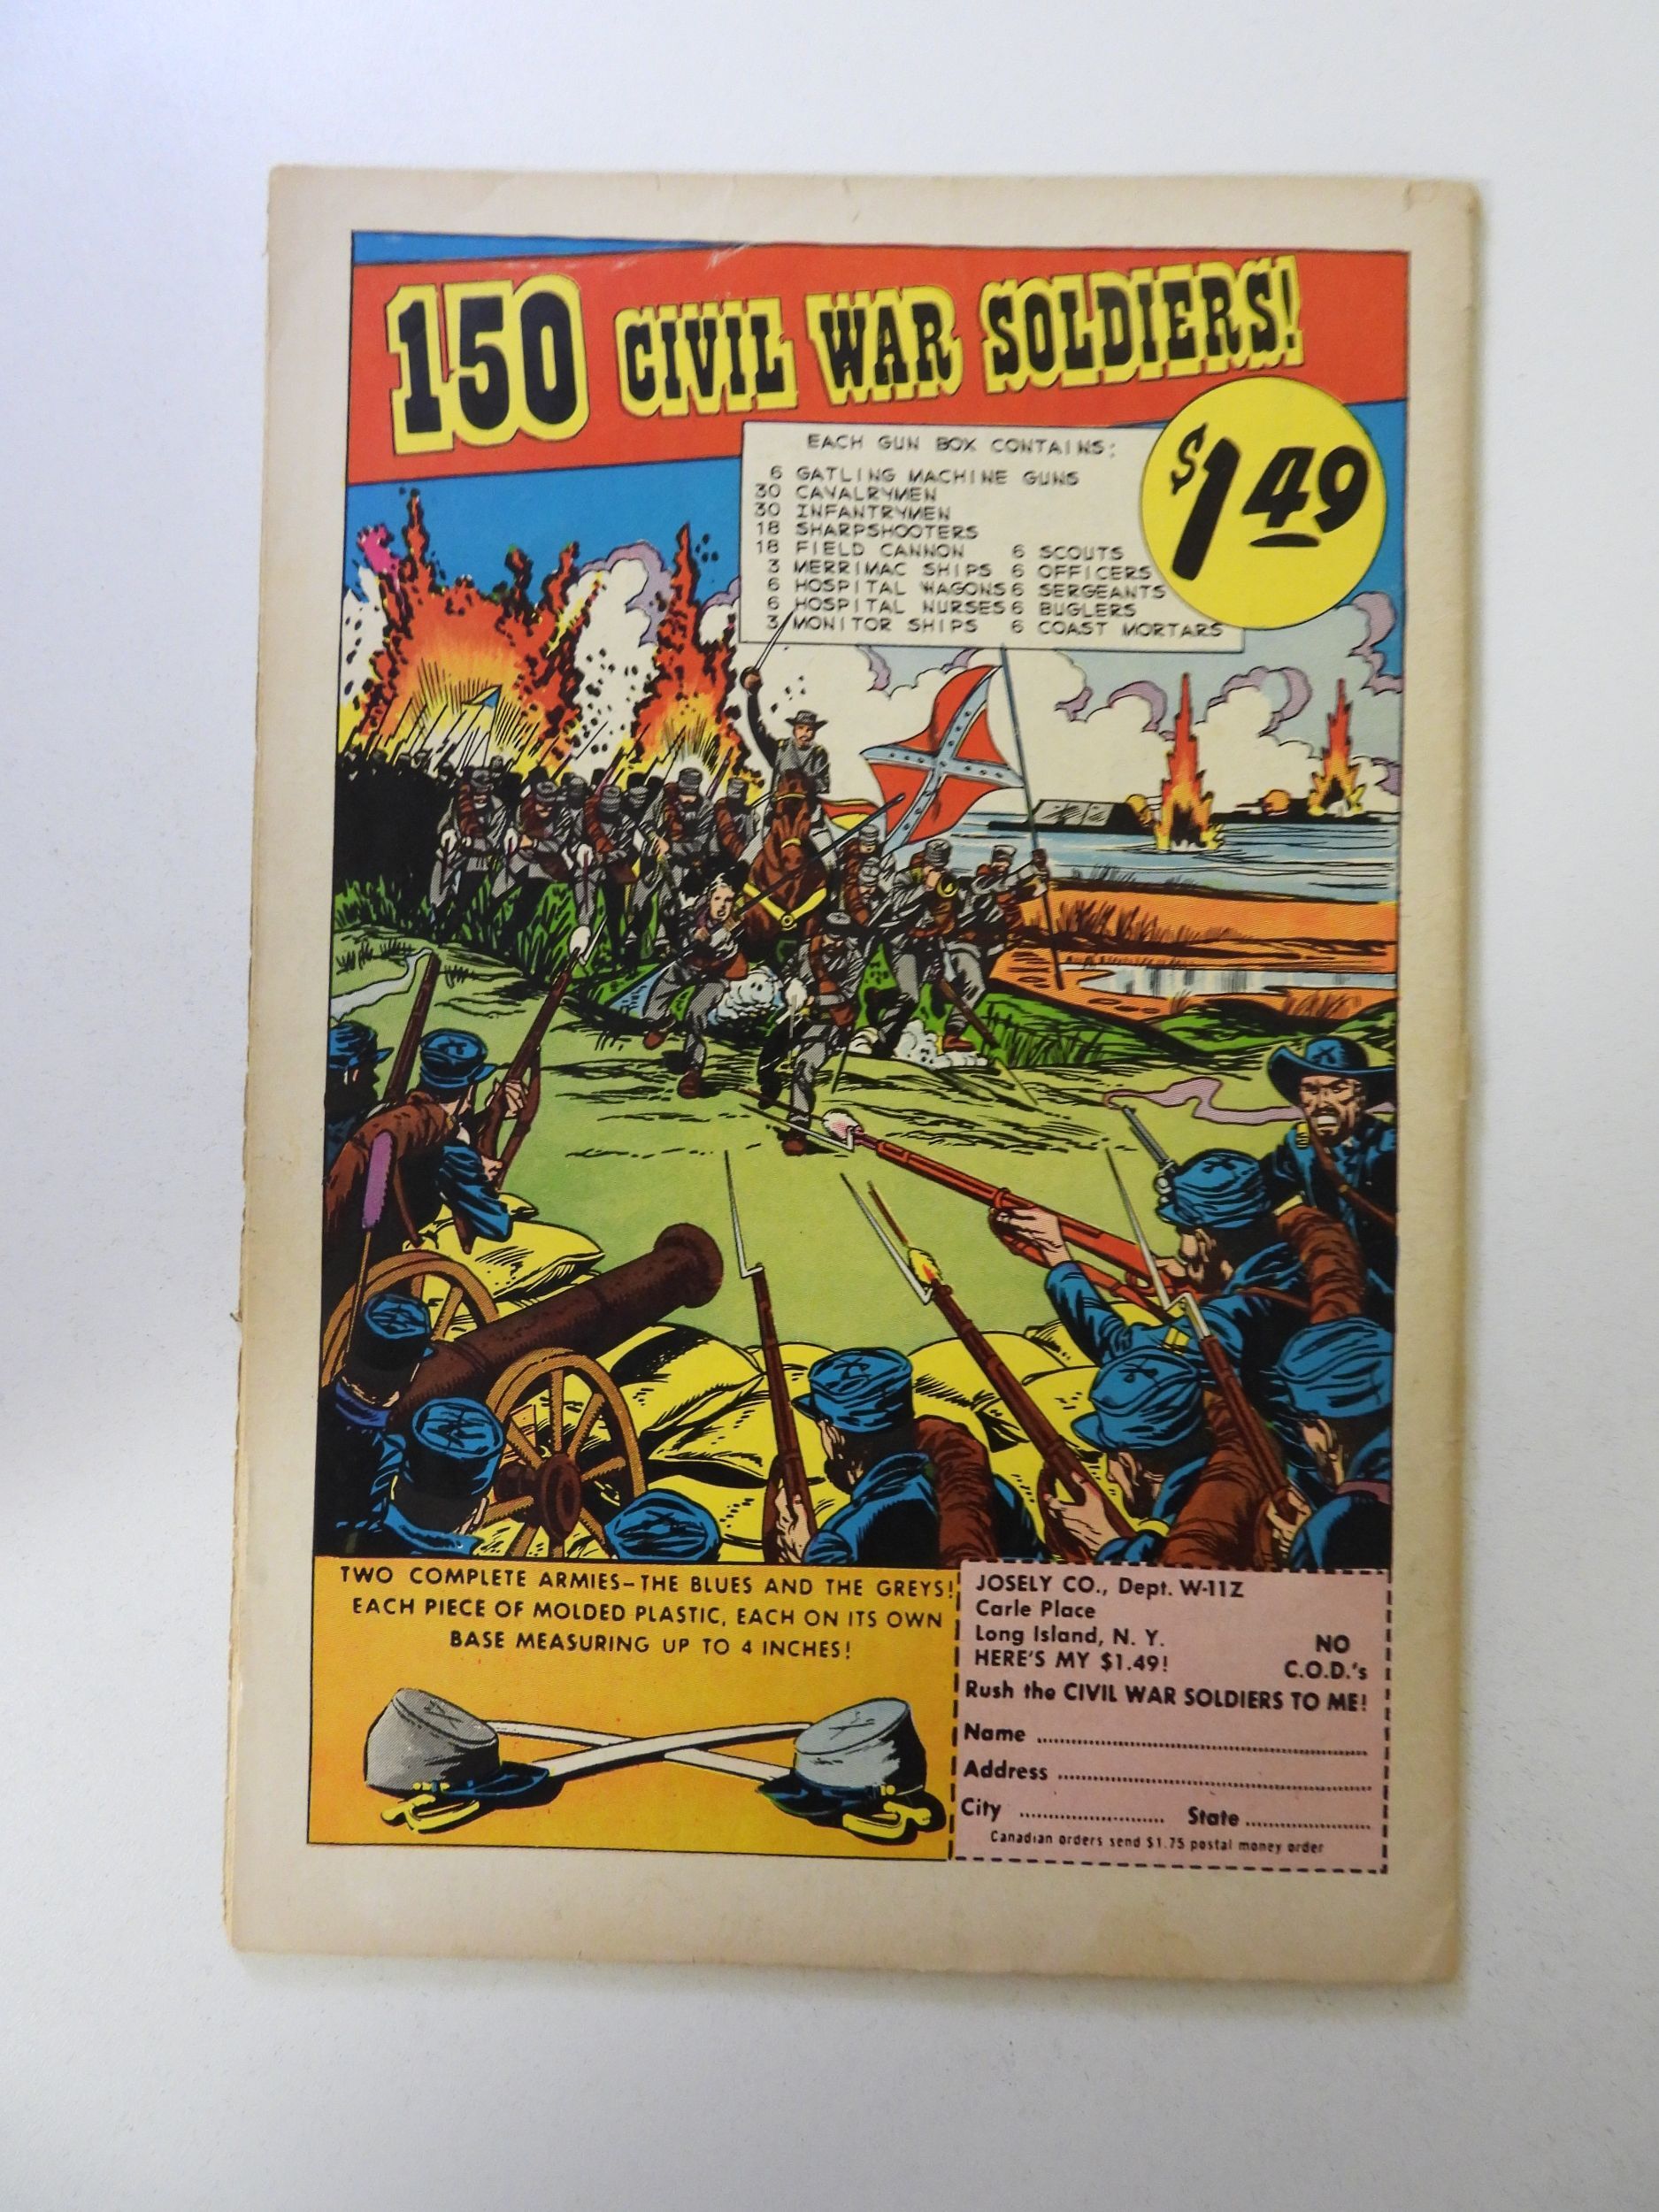 150 CIVIL WAR SOLDIERS!
$1.49
EACH GUN BOX CONTAINS:
6 GATLING MACHINE GUNS
30 CAVALRYMEN
30 INFANTRYMEN
18 SHARPSHOOTERS
18 FIELD CANNON 6 SCOUTS
3 MERRIMAC SHIPS 6 OFFICERS
6 HOSPITAL WAGONS 6 SERGEANTS
6 HOSPITAL NURSES 6 BUGLERS
3 MONITOR SHIPS 6 COAST MORTARS
TWO COMPLETE ARMIES-THE BLUES AND THE GREYS!
EACH PIECE OF MOLDED PLASTIC, EACH ON ITS OWN
BASE MEASURING UP TO 4 INCHES!
JOSELY CO., Dept. W-11Z
Carle Place
Long Island, N. Y.
HERE'S MY $1.49!
NO
C.O.D.'s
Rush the CIVIL WAR SOLDIERS TO ME!
Name
Address
City State
Canadian orders send $1.75 postal money order